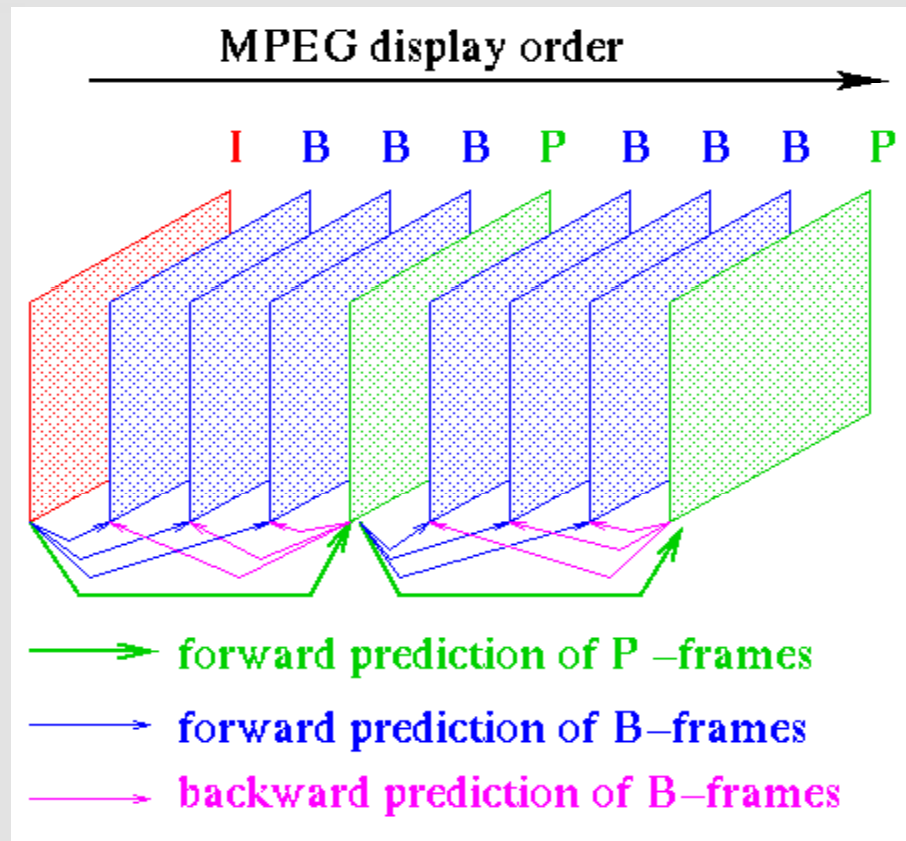 MPEG display order
I B B B P B B B P
forward prediction of P –frames
forward prediction of B–frames
backward prediction of B–frames